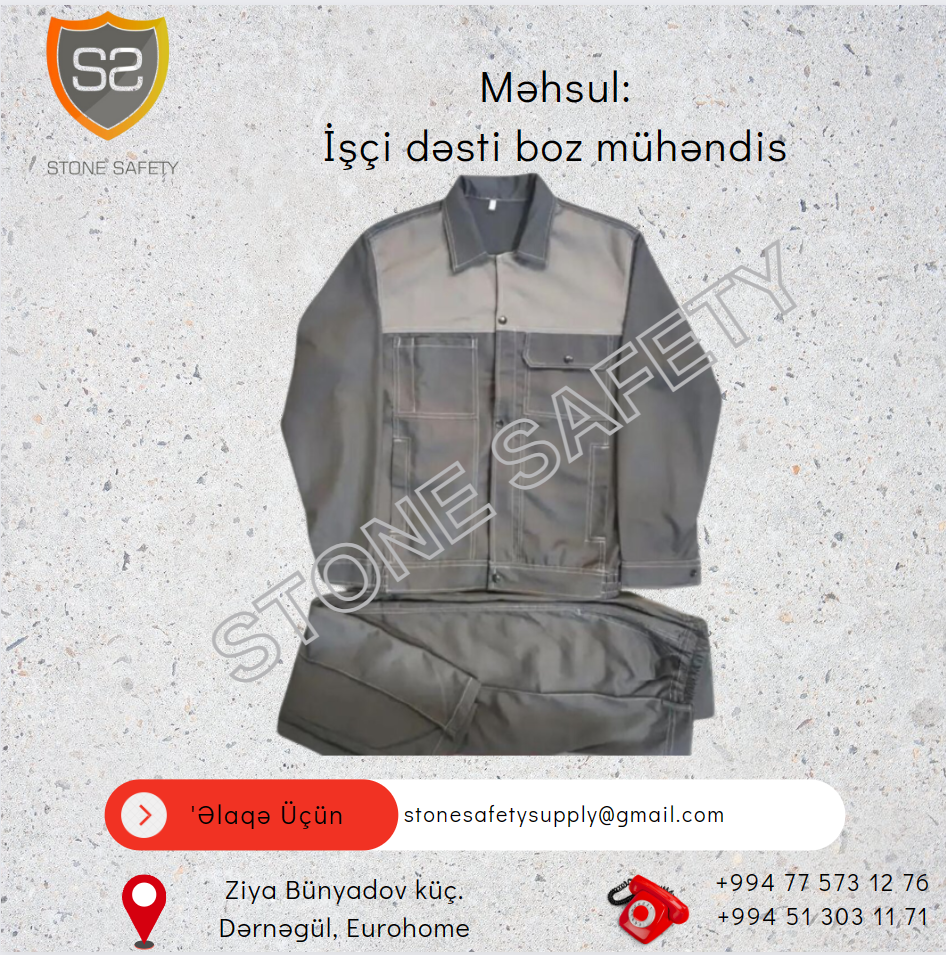 SS
STONE SAFETY
Məhsul:
İşçi dəsti boz mühəndis
STONE SAFETY
'Əlaqə Üçün
stonesafetysupply@gmail.com
Ziya Bünyadov küç.
Dərnəgül, Eurohome
+994 77 573 12 76
+994 51 303 11 71